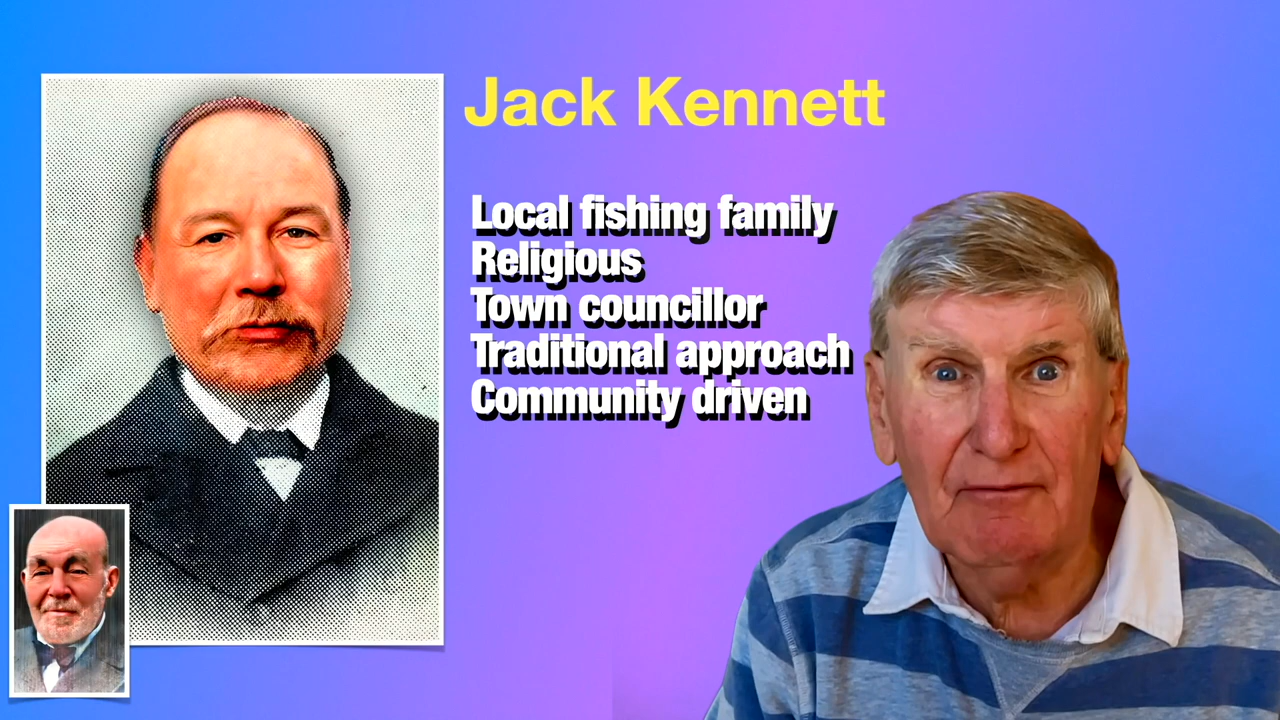 Jack Kennett
Local fishing family
Religious
Town councillor
Traditional approach
Community driven